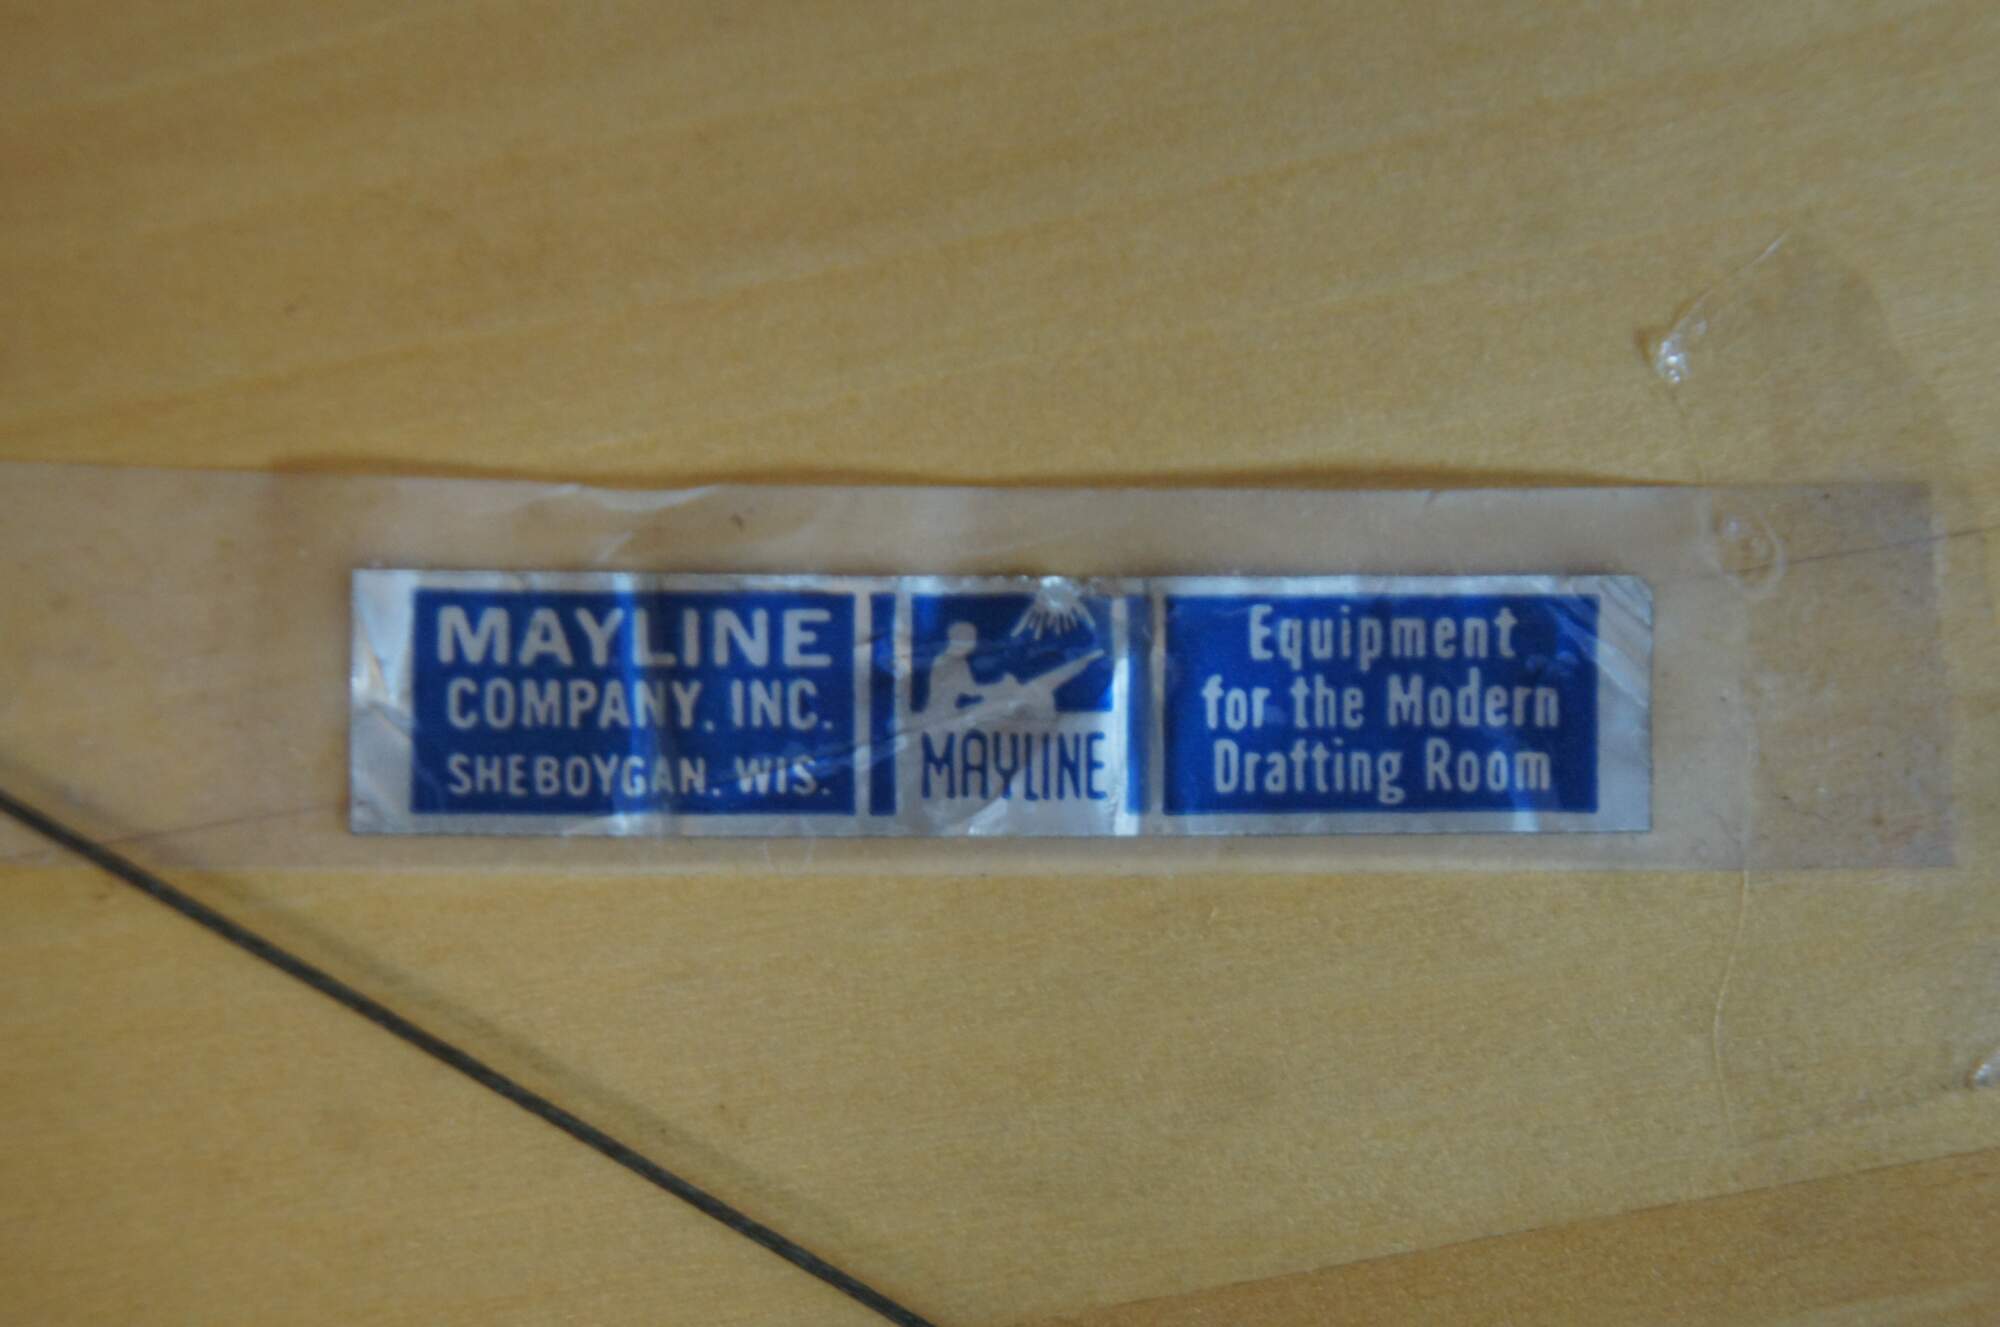 MAYLINE
COMPANY, INC.
SHEBOYGAN, WIS.
MAYLINE
Equipment
for the Modern
Drafting Room